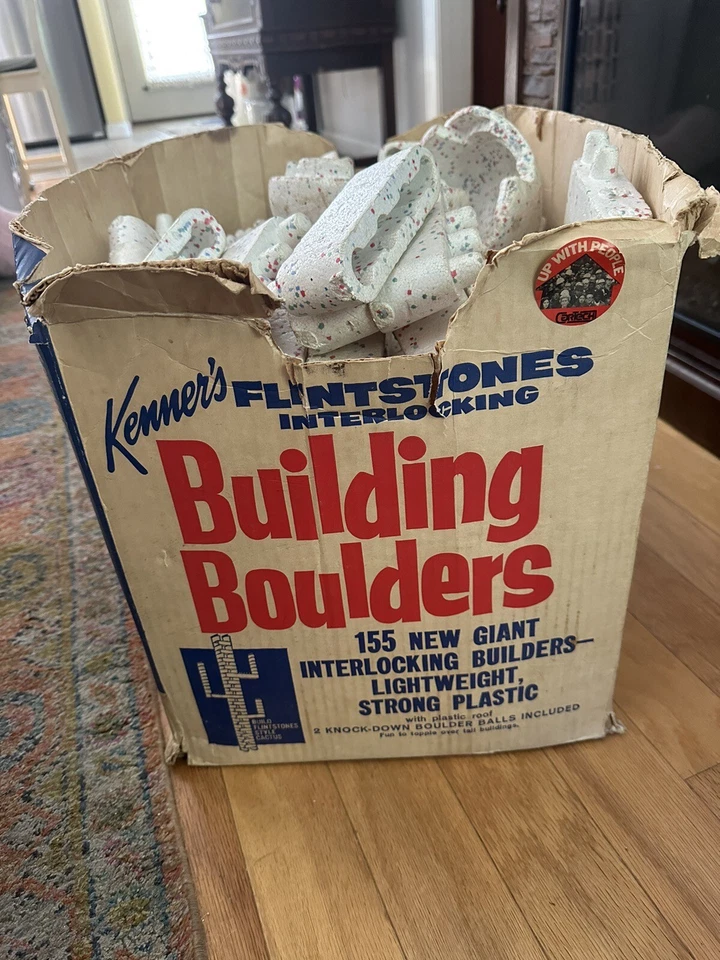 UP WITH PEOPLE
CarTech
Kenner's FLINTSTONES
INTERLOCKING
Building
Boulders
155 NEW GIANT
INTERLOCKING BUILDERS—
LIGHTWEIGHT,
STRONG PLASTIC
with plastic roof
2 KNOCK-DOWN BOULDER BALLS INCLUDED
Fun to topple over tall buildings.
BUILD
FLINTSTONES
STYLE
CACTUS